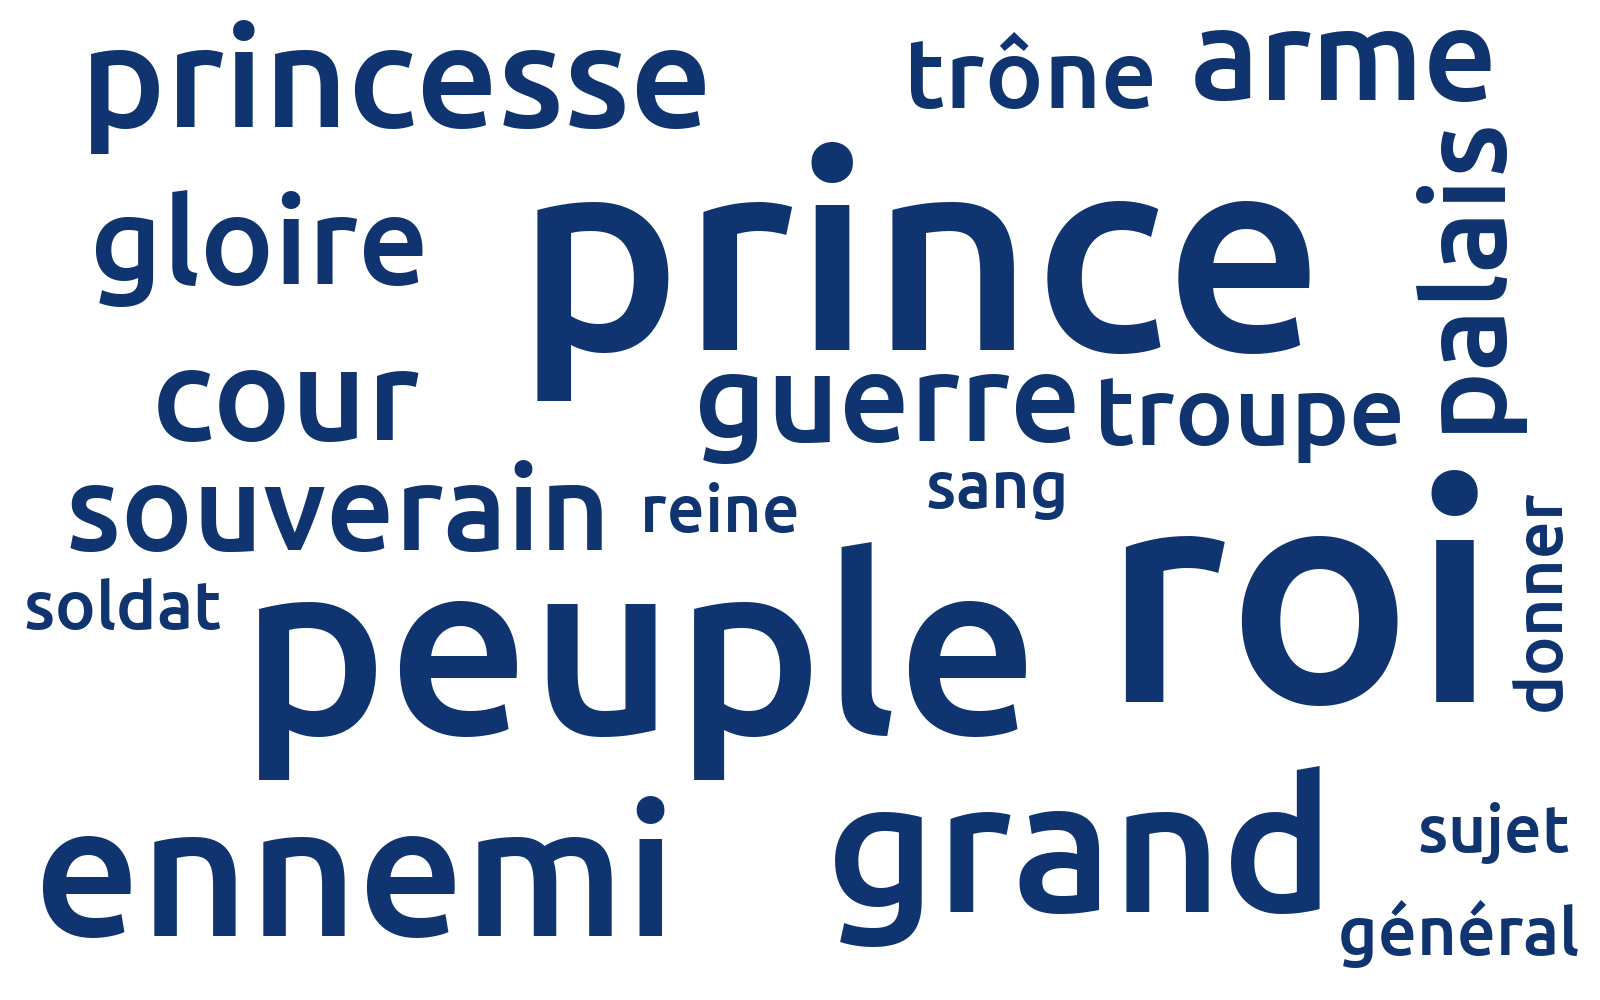 princesse
trône
arme
gloire
prince
palais
cour
guerre
troupe
souverain
reine
sang
roi
donner
soldat
peuple
ennemi
grand
sujet
général